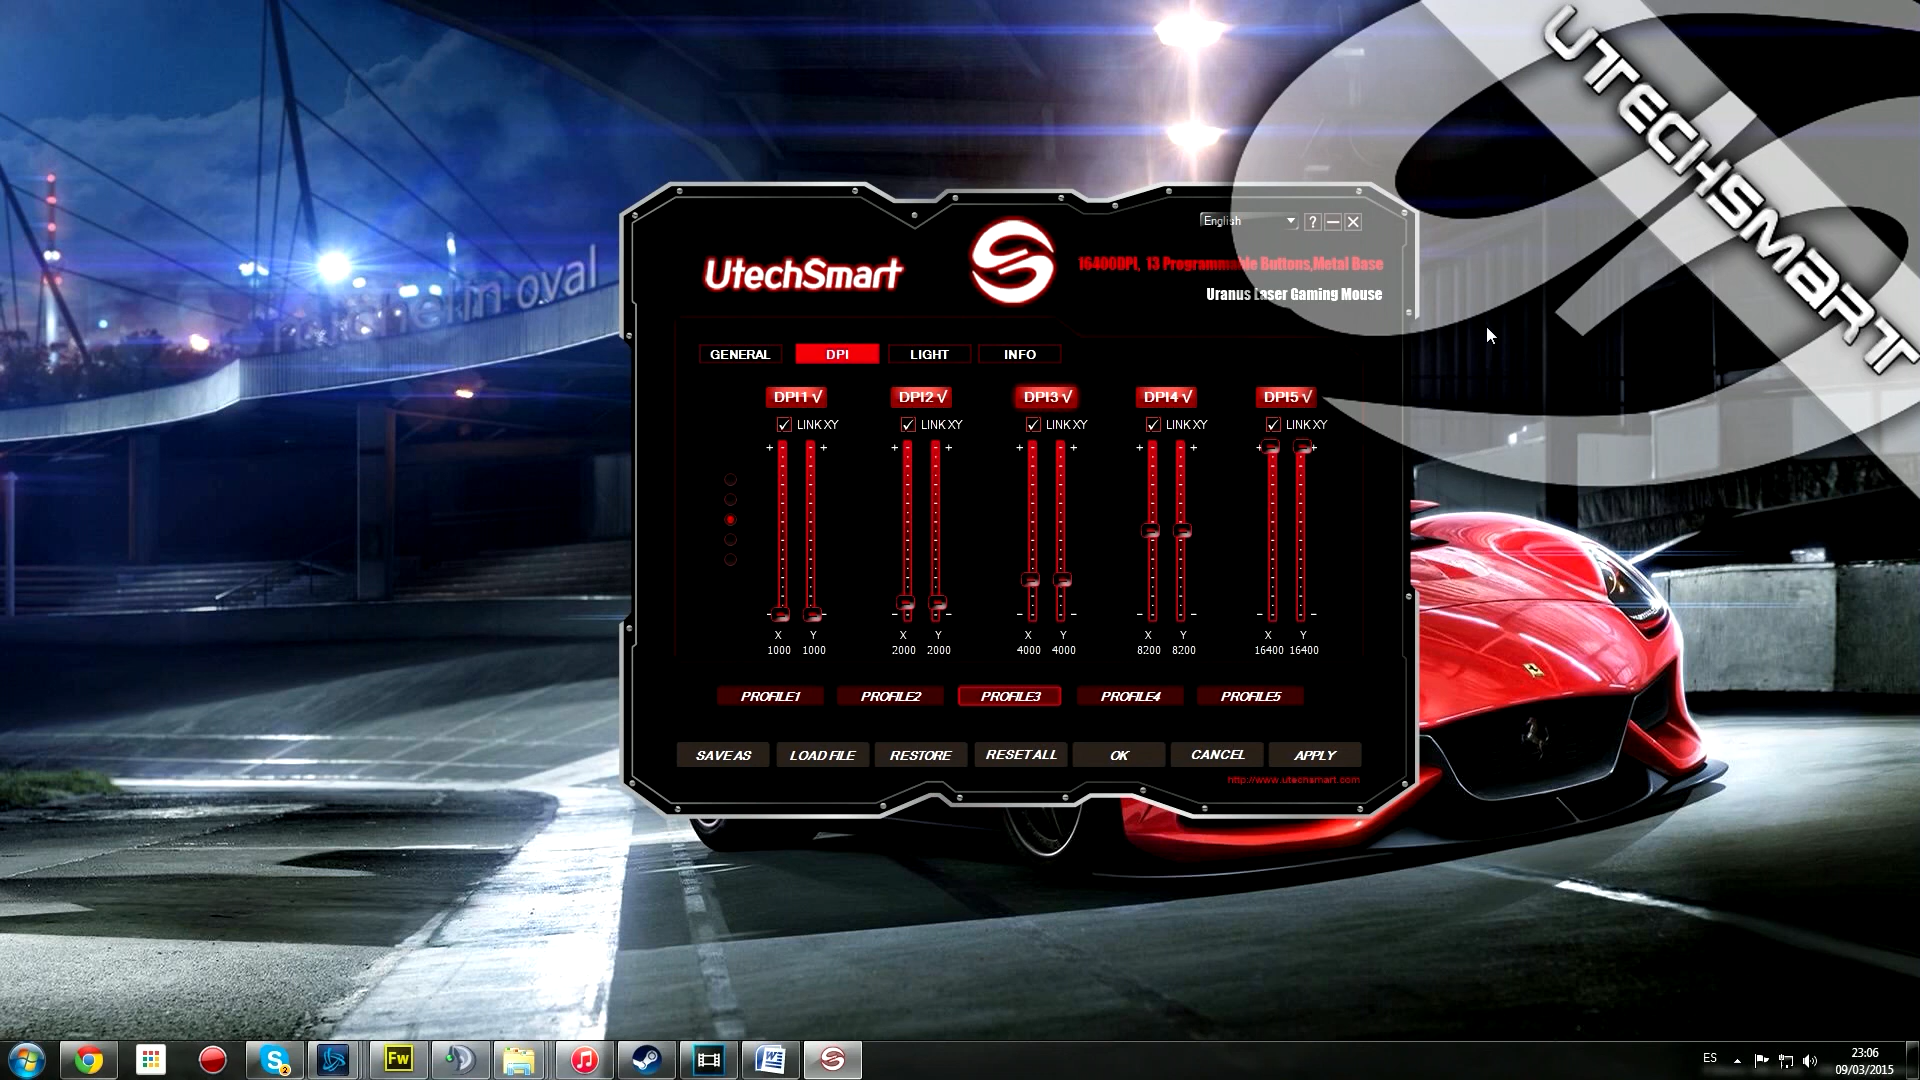 UTECHSMART
English
?
UtechSmart
16400DPI, 13 Programmable Buttons,Metal Base
Uranus Laser Gaming Mouse
GENERAL DPI LIGHT INFO
DPI1 √ DPI2 √ DPI3 √ DPI4 √ DPI5 √
LINK XY LINK XY LINK XY LINK XY LINK XY
+ + + + + + + + + +
- - - - - - - - - -
X Y X Y X Y X Y X Y
1000 1000 2000 2000 4000 4000 8200 8200 16400 16400
PROFILE1 PROFILE2 PROFILE3 PROFILE4 PROFILE5
SAVE AS LOAD FILE RESTORE RESET ALL OK CANCEL APPLY
http://www.utechsmart.com
oval
Fw
2
ES
23:06
09/03/2015